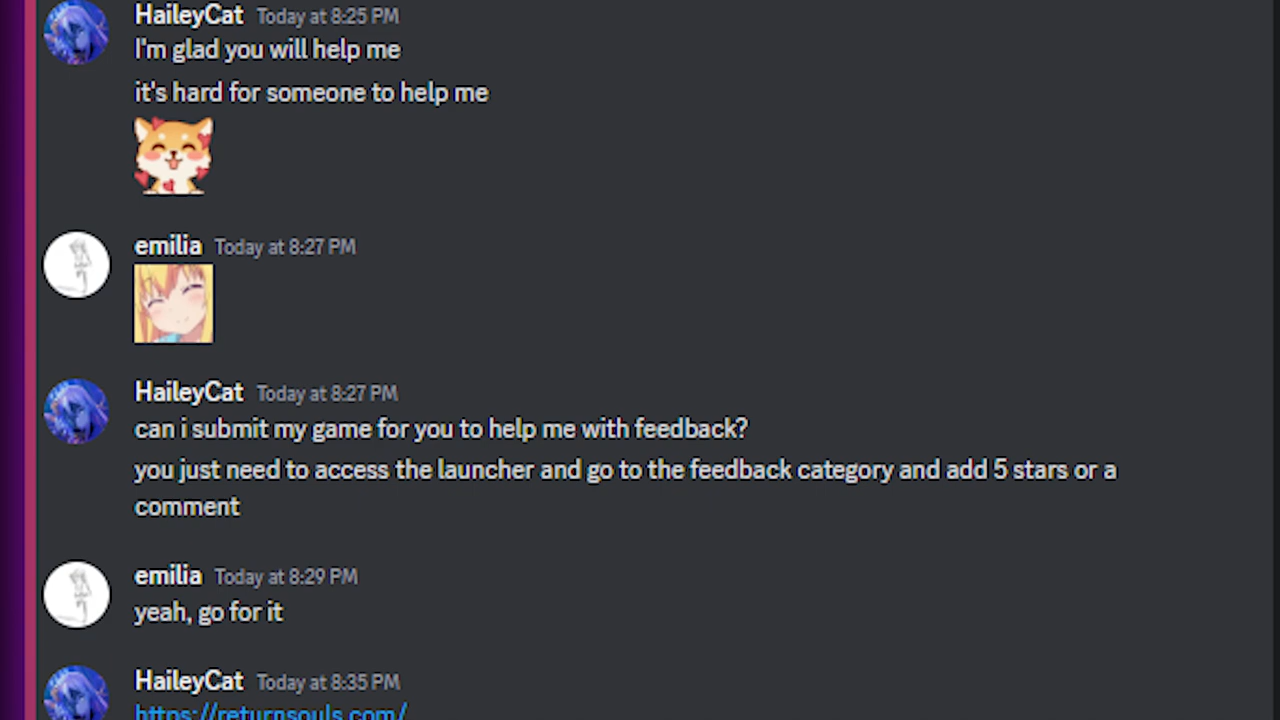 HaileyCat Today at 8:25 PM
I'm glad you will help me
it's hard for someone to help me
emilia Today at 8:27 PM
HaileyCat Today at 8:27 PM
can i submit my game for you to help me with feedback?
you just need to access the launcher and go to the feedback category and add 5 stars or a
comment
emilia Today at 8:29 PM
yeah, go for it
HaileyCat Today at 8:35 PM
https://returnsouls.com/